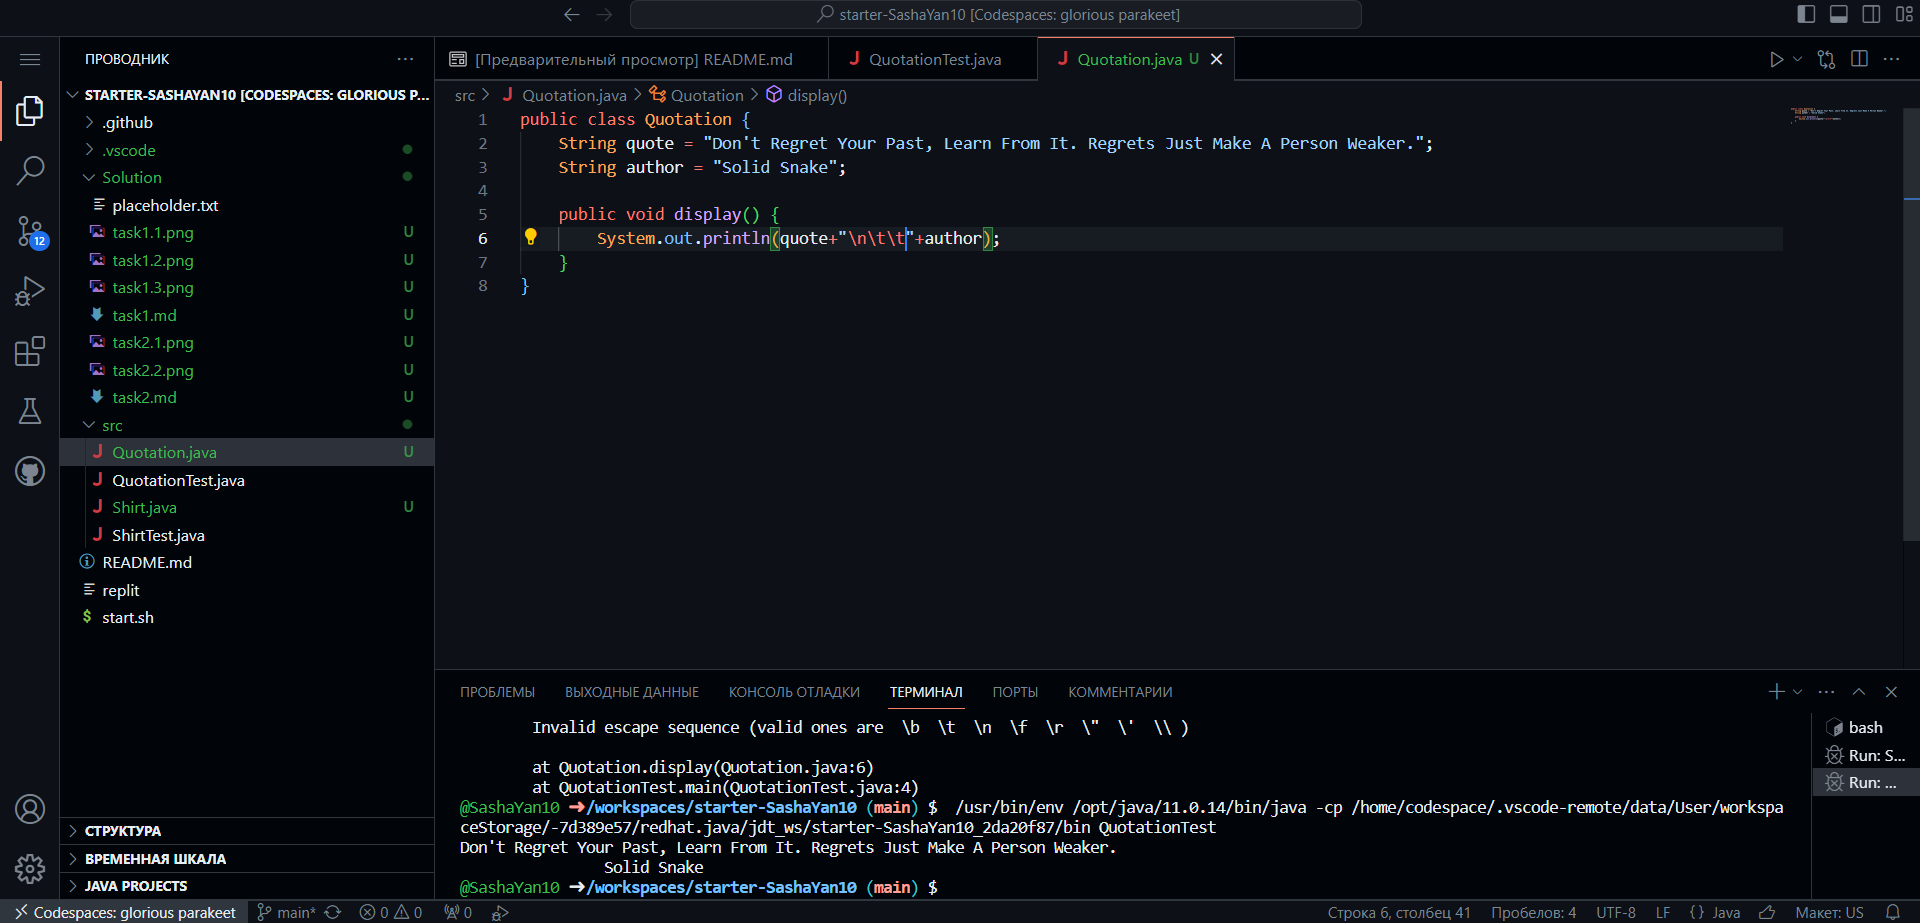 starter-SashaYan10 [Codespaces: glorious parakeet]
ПРОВОДНИК
STARTER-SASHAYAN10 [CODESPACES: GLORIOUS P...
.github
.vscode
Solution
placeholder.txt
task1.1.png U
task1.2.png U
task1.3.png U
task1.md U
task2.1.png U
task2.2.png U
task2.md U
src
Quotation.java U
QuotationTest.java
Shirt.java U
ShirtTest.java
README.md
replit
start.sh
12
СТРУКТУРА
ВРЕМЕННАЯ ШКАЛА
JAVA PROJECTS
[Предварительный просмотр] README.md
QuotationTest.java
Quotation.java U
src > Quotation.java > Quotation > display()
1 public class Quotation {
2 String quote = "Don't Regret Your Past, Learn From It. Regrets Just Make A Person Weaker.";
3 String author = "Solid Snake";
4
5 public void display() {
6 System.out.println(quote+"\n\t\t"+author);
7 }
8 }
ПРОБЛЕМЫ ВЫХОДНЫЕ ДАННЫЕ КОНСОЛЬ ОТЛАДКИ ТЕРМИНАЛ ПОРТЫ КОММЕНТАРИИ
Invalid escape sequence (valid ones are \b \t \n \f \r \" \' \\ )
at Quotation.display(Quotation.java:6)
at QuotationTest.main(QuotationTest.java:4)
@SashaYan10 ➜/workspaces/starter-SashaYan10 (main) $ /usr/bin/env /opt/java/11.0.14/bin/java -cp /home/codespace/.vscode-remote/data/User/workspa
ceStorage/-7d389e57/redhat.java/jdt_ws/starter-SashaYan10_2da20f87/bin QuotationTest
Don't Regret Your Past, Learn From It. Regrets Just Make A Person Weaker.
Solid Snake
@SashaYan10 ➜/workspaces/starter-SashaYan10 (main) $
bash
Run: S...
Run: ...
Codespaces: glorious parakeet main* 0 0 0
Строка 6, столбец 41 Пробелов: 4 UTF-8 LF {} Java Макет: US